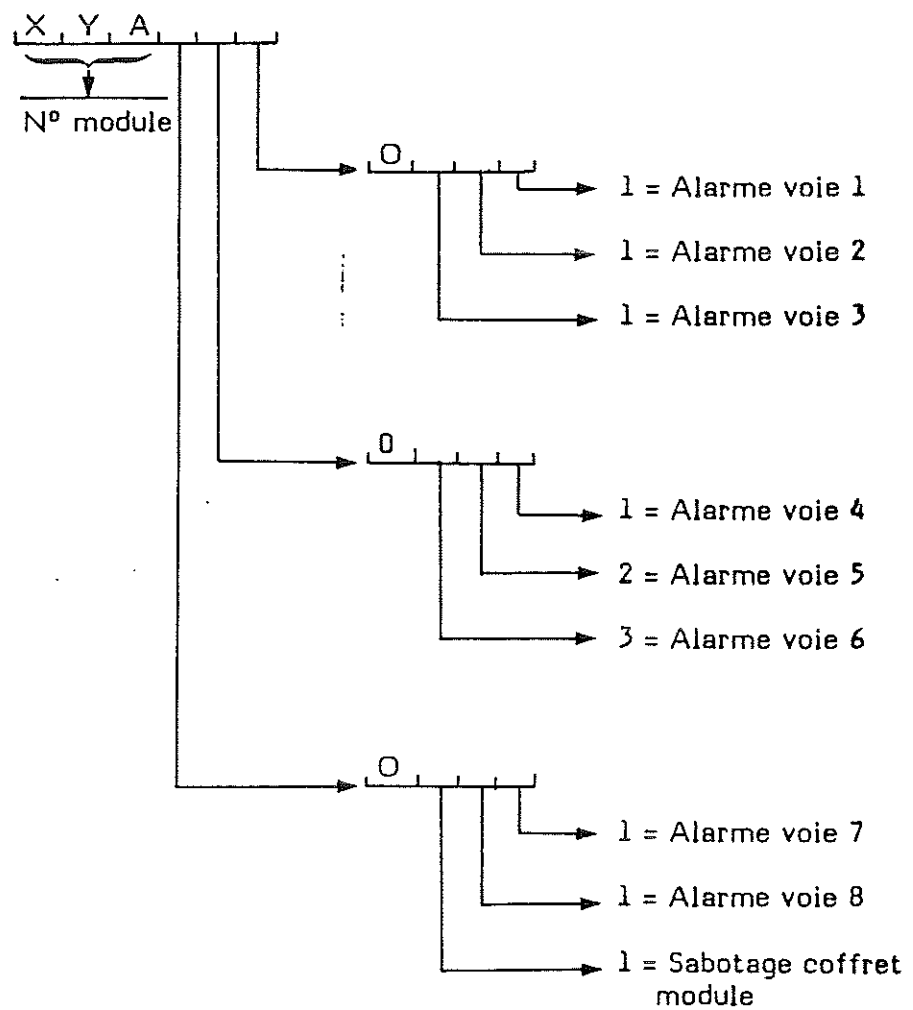 X Y A
N° module
0
1 = Alarme voie 1
1 = Alarme voie 2
1 = Alarme voie 3
0
1 = Alarme voie 4
2 = Alarme voie 5
3 = Alarme voie 6
0
1 = Alarme voie 7
1 = Alarme voie 8
1 = Sabotage coffret
module